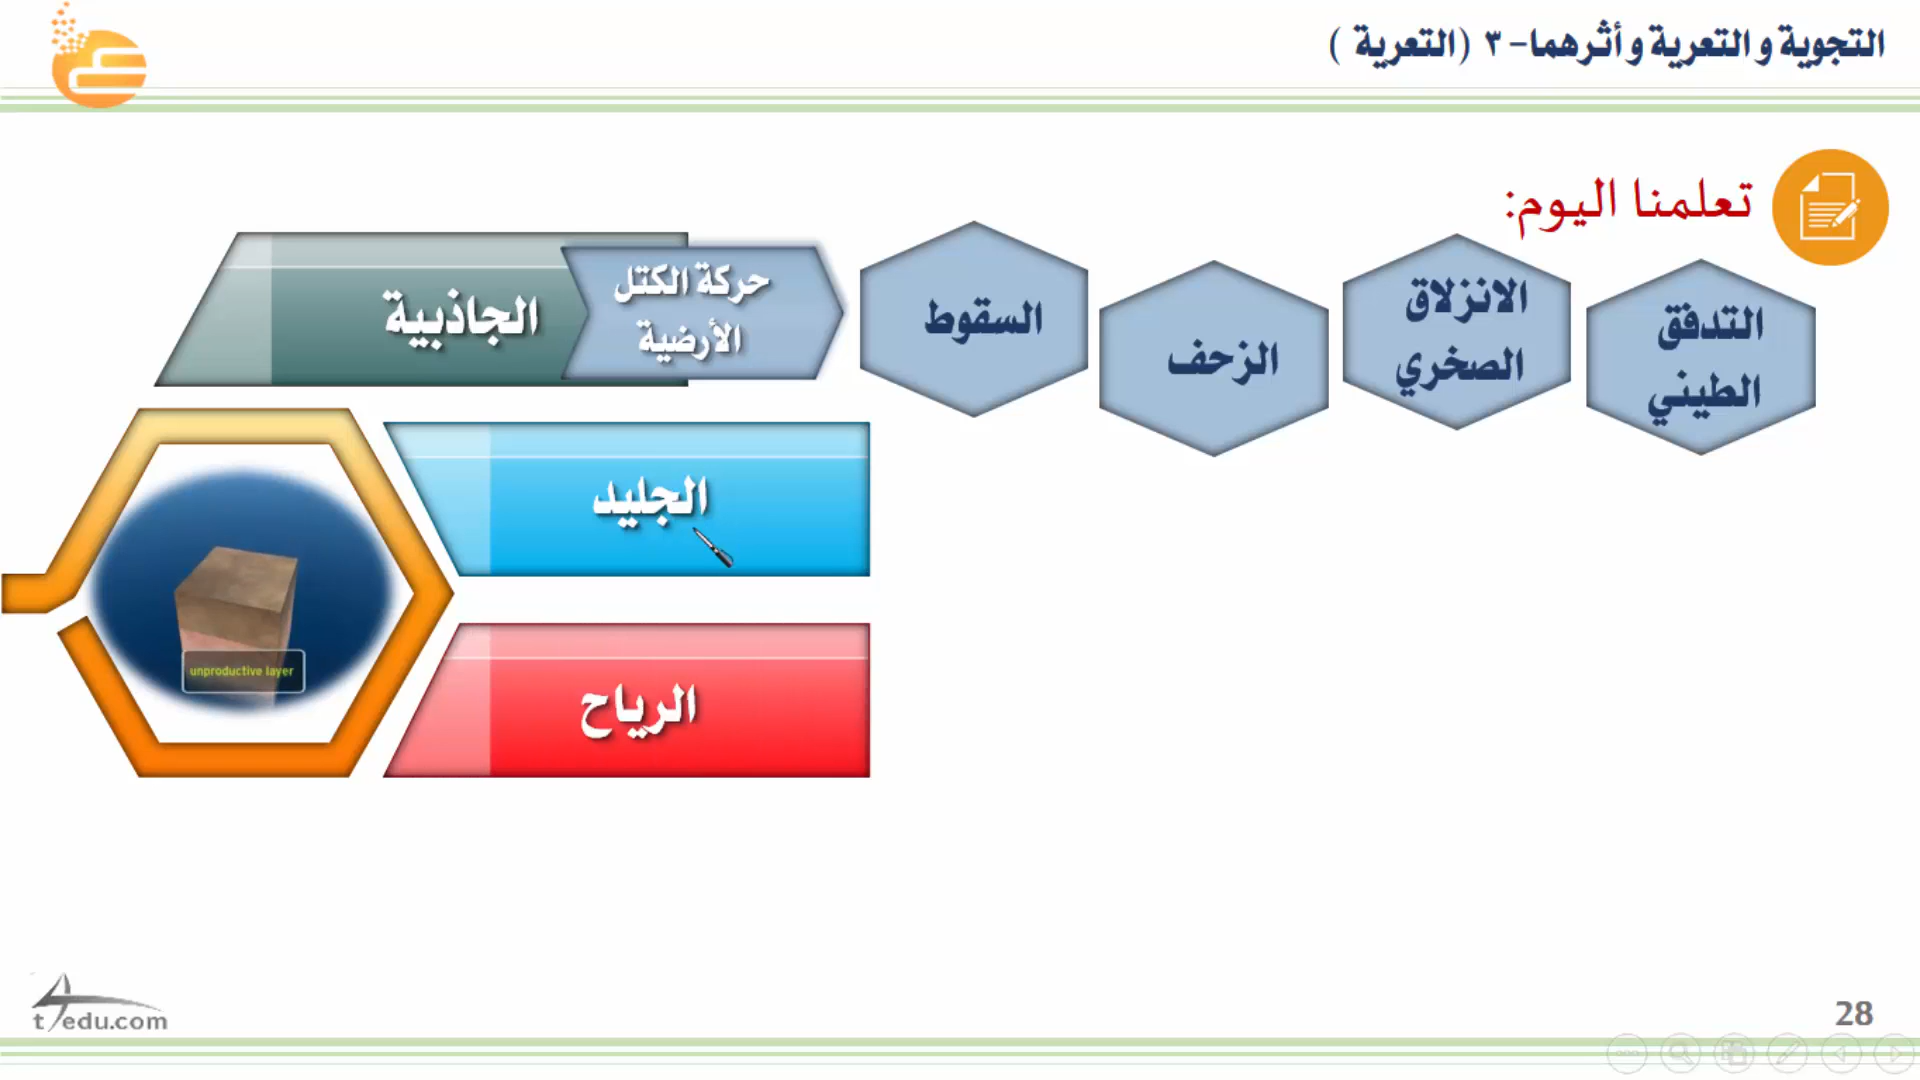 التجوية و التعرية و أثرهما- ٣ (التعرية )
تعلمنا اليوم:
الجاذبية
حركة الكتل
الأرضية
السقوط
الزحف
الانزلاق
الصخري
التدفق
الطيني
الجليد
الرياح
unproductive layer
t4edu.com
28